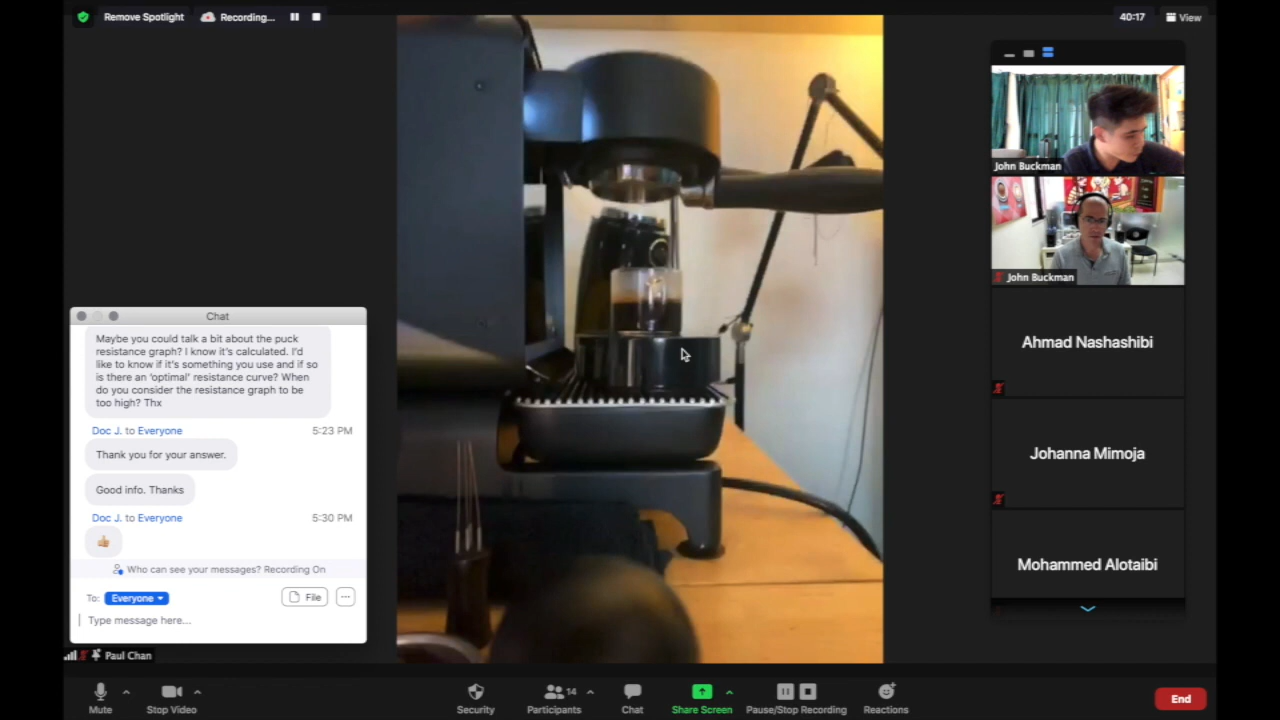 Remove Spotlight
Recording...
40:17
View
John Buckman
John Buckman
Ahmad Nashashibi
Johanna Mimoja
Mohammed Alotaibi
Chat
Maybe you could talk a bit about the puck
resistance graph? I know it's calculated. I'd
like to know if it's something you use and if so
is there an 'optimal' resistance curve? When
do you consider the resistance graph to be
too high? Thx
Doc J. to Everyone 5:23 PM
Thank you for your answer.
Good info. Thanks
Doc J. to Everyone 5:30 PM
👍
Who can see your messages? Recording On
To: Everyone
File
Type message here...
Paul Chan
Mute
Stop Video
Security
14
Participants
Chat
Share Screen
Pause/Stop Recording
Reactions
End